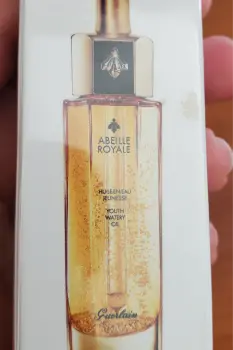 ABEILLE
ROYALE
HUILE-EN-EAU
JEUNESSE
YOUTH
WATERY
OIL
Guerlain